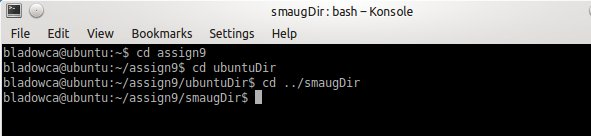 smaugDir : bash – Konsole
File Edit View Bookmarks Settings Help
bladowca@ubuntu:~$ cd assign9
bladowca@ubuntu:~/assign9$ cd ubuntuDir
bladowca@ubuntu:~/assign9/ubuntuDir$ cd ../smaugDir
bladowca@ubuntu:~/assign9/smaugDir$